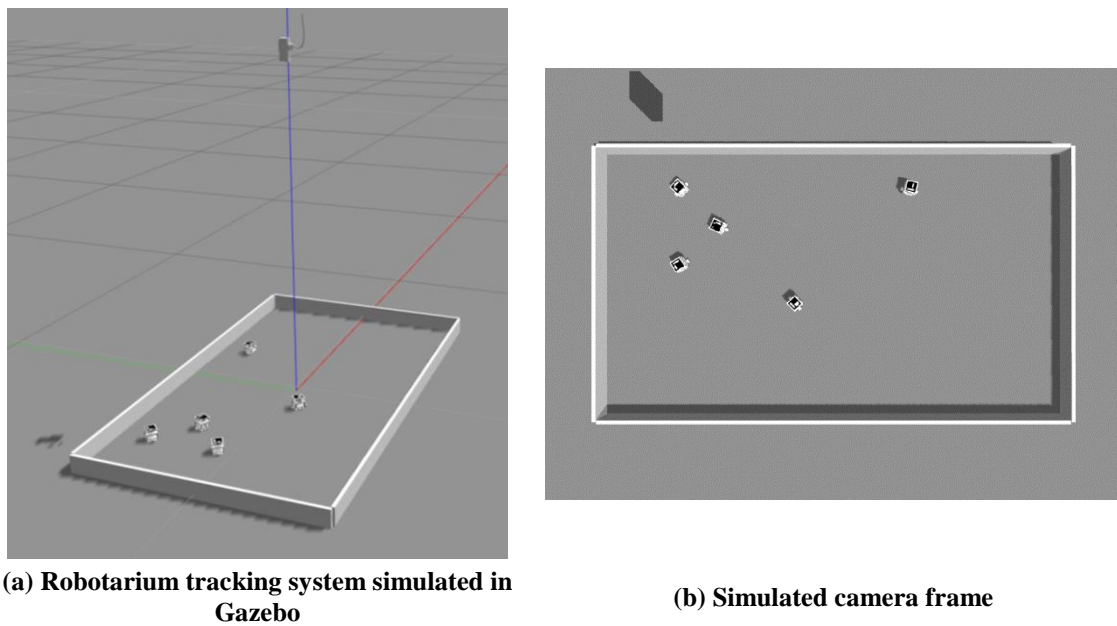 (a) Robotarium tracking system simulated in
Gazebo
(b) Simulated camera frame